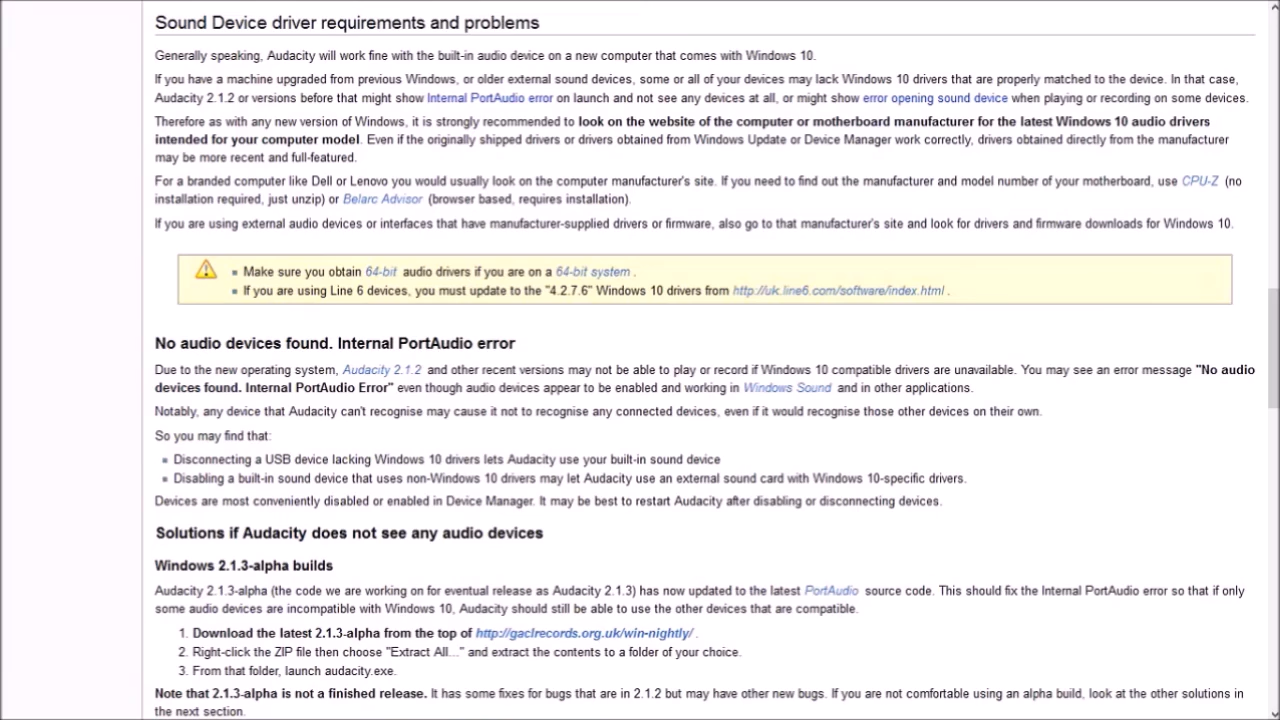 Sound Device driver requirements and problems
Generally speaking, Audacity will work fine with the built-in audio device on a new computer that comes with Windows 10.
If you have a machine upgraded from previous Windows, or older external sound devices, some or all of your devices may lack Windows 10 drivers that are properly matched to the device. In that case,
Audacity 2.1.2 or versions before that might show Internal PortAudio error on launch and not see any devices at all, or might show error opening sound device when playing or recording on some devices.
Therefore as with any new version of Windows, it is strongly recommended to look on the website of the computer or motherboard manufacturer for the latest Windows 10 audio drivers
intended for your computer model. Even if the originally shipped drivers or drivers obtained from Windows Update or Device Manager work correctly, drivers obtained directly from the manufacturer
may be more recent and full-featured.
For a branded computer like Dell or Lenovo you would usually look on the computer manufacturer's site. If you need to find out the manufacturer and model number of your motherboard, use CPU-Z (no
installation required, just unzip) or Belarc Advisor (browser based, requires installation).
If you are using external audio devices or interfaces that have manufacturer-supplied drivers or firmware, also go to that manufacturer's site and look for drivers and firmware downloads for Windows 10.
▪ Make sure you obtain 64-bit audio drivers if you are on a 64-bit system .
▪ If you are using Line 6 devices, you must update to the "4.2.7.6" Windows 10 drivers from http://uk.line6.com/software/index.html .
No audio devices found. Internal PortAudio error
Due to the new operating system, Audacity 2.1.2 and other recent versions may not be able to play or record if Windows 10 compatible drivers are unavailable. You may see an error message "No audio
devices found. Internal PortAudio Error" even though audio devices appear to be enabled and working in Windows Sound and in other applications.
Notably, any device that Audacity can't recognise may cause it not to recognise any connected devices, even if it would recognise those other devices on their own.
So you may find that:
▪ Disconnecting a USB device lacking Windows 10 drivers lets Audacity use your built-in sound device
▪ Disabling a built-in sound device that uses non-Windows 10 drivers may let Audacity use an external sound card with Windows 10-specific drivers.
Devices are most conveniently disabled or enabled in Device Manager. It may be best to restart Audacity after disabling or disconnecting devices.
Solutions if Audacity does not see any audio devices
Windows 2.1.3-alpha builds
Audacity 2.1.3-alpha (the code we are working on for eventual release as Audacity 2.1.3) has now updated to the latest PortAudio source code. This should fix the Internal PortAudio error so that if only
some audio devices are incompatible with Windows 10, Audacity should still be able to use the other devices that are compatible.
1. Download the latest 2.1.3-alpha from the top of http://gaclrecords.org.uk/win-nightly/ .
2. Right-click the ZIP file then choose "Extract All..." and extract the contents to a folder of your choice.
3. From that folder, launch audacity.exe.
Note that 2.1.3-alpha is not a finished release. It has some fixes for bugs that are in 2.1.2 but may have other new bugs. If you are not comfortable using an alpha build, look at the other solutions in
the next section.